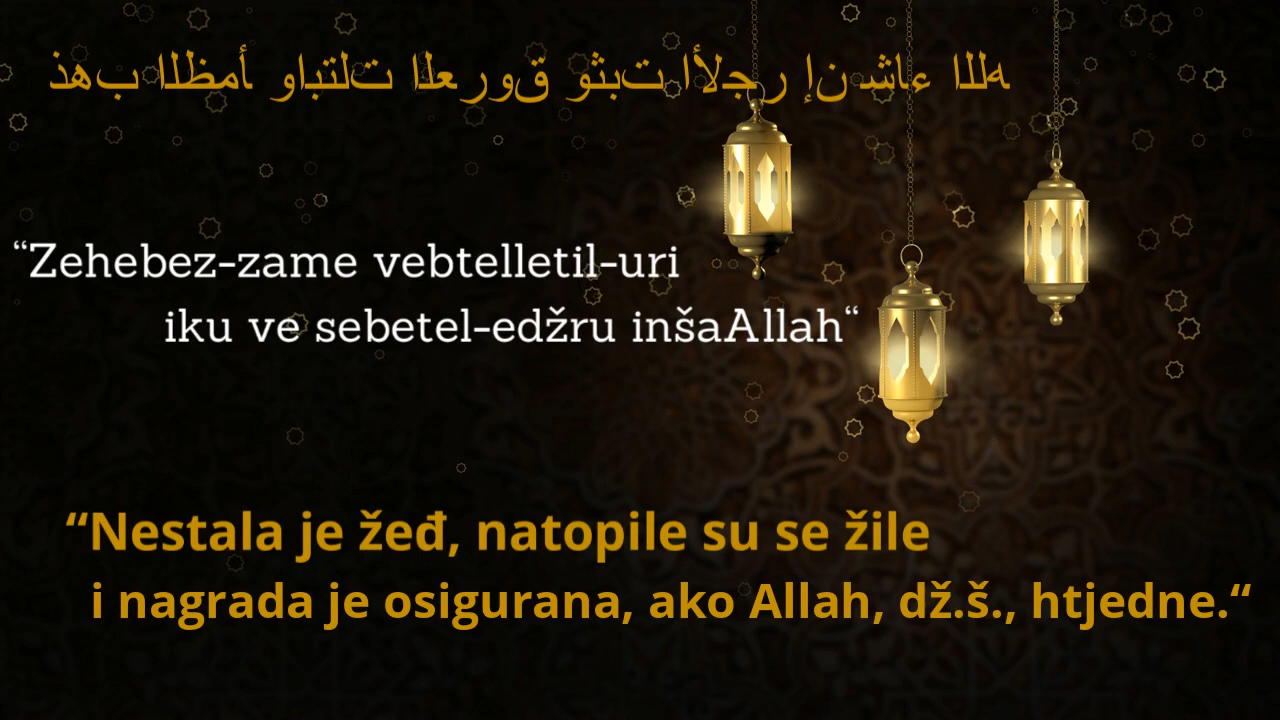 ذهب الظمأ وابتلت العروق وثبت الأجر إن شاء الله
“Zehebez-zame vebtelletil-uri
iku ve sebetel-edžru inšaAllah“
“Nestala je žeđ, natopile su se žile
i nagrada je osigurana, ako Allah, dž.š., htjedne.“